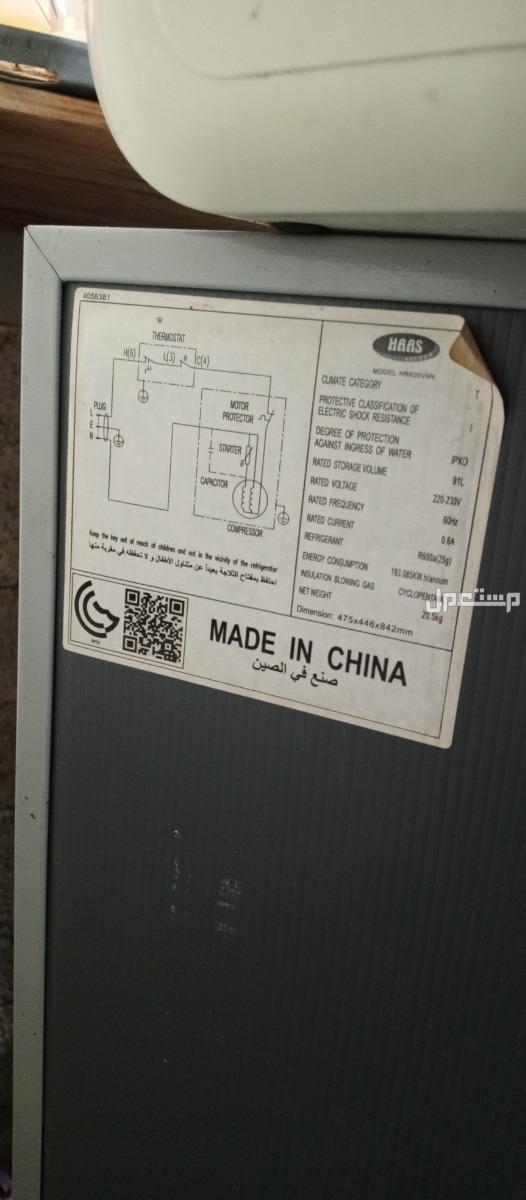 4058381
THERMOSTAT
H(6)
L(3)
C(4)
PLUG
L
E
N
MOTOR
PROTECTOR
STARTER
CAPACITOR
COMPRESSOR
Keep the key out of reach of children and not in the vicinity of the refrigerator
احتفظ بمفتاح الثلاجة بعيداً عن متناول الأطفال و لا تحفظه في مقربة منها
HAAS
MODEL HRK05V6N
CLIMATE CATEGORY T
PROTECTIVE CLASSIFICATION OF
ELECTRIC SHOCK RESISTANCE I
DEGREE OF PROTECTION
AGAINST INGRESS OF WATER IPX0
RATED STORAGE VOLUME 91L
RATED VOLTAGE 220-230V
RATED FREQUENCY 60Hz
RATED CURRENT 0.6A
REFRIGERANT R600a(25g)
ENERGY CONSUMPTION 193.085KW.h/annum
INSULATION BLOWING GAS CYCLOPENTANE
NET WEIGHT 20.5kg
Dimension: 475x446x842mm
مستعمل
MADE IN CHINA
صنع في الصين